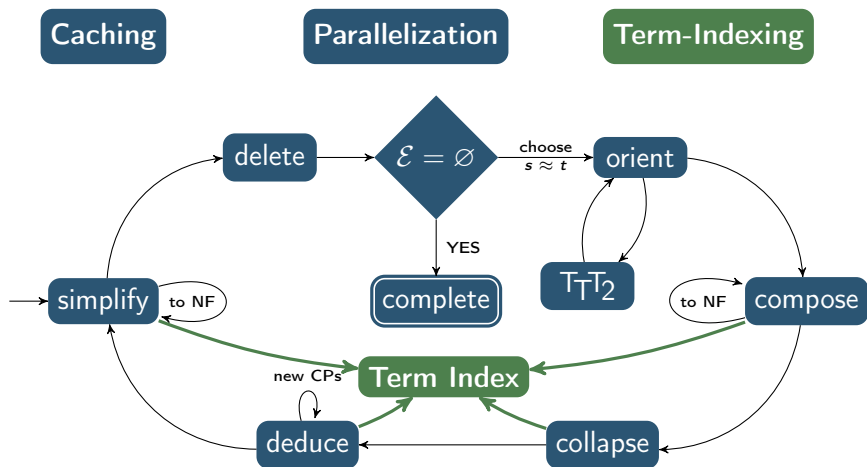 Caching
Parallelization
Term-Indexing
delete
ℰ = ∅
choose
s ≈ t
orient
YES
TTT2
simplify
to NF
complete
to NF
compose
new CPs
Term Index
deduce
collapse